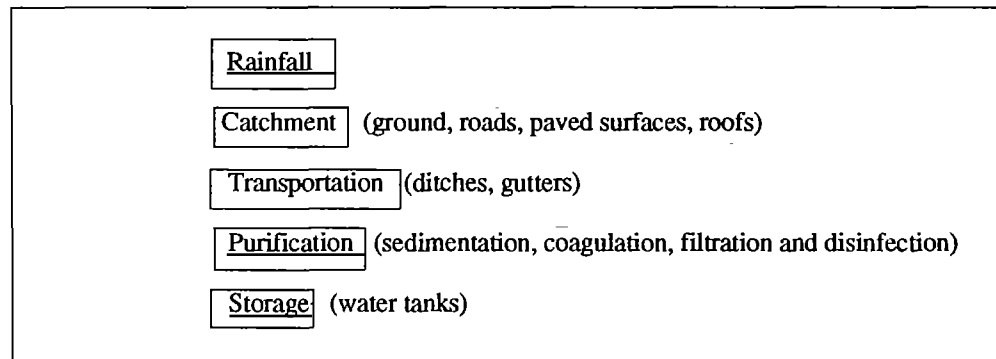 Rainfall
Catchment (ground, roads, paved surfaces, roofs)
Transportation (ditches, gutters)
Purification (sedimentation, coagulation, filtration and disinfection)
Storage (water tanks)